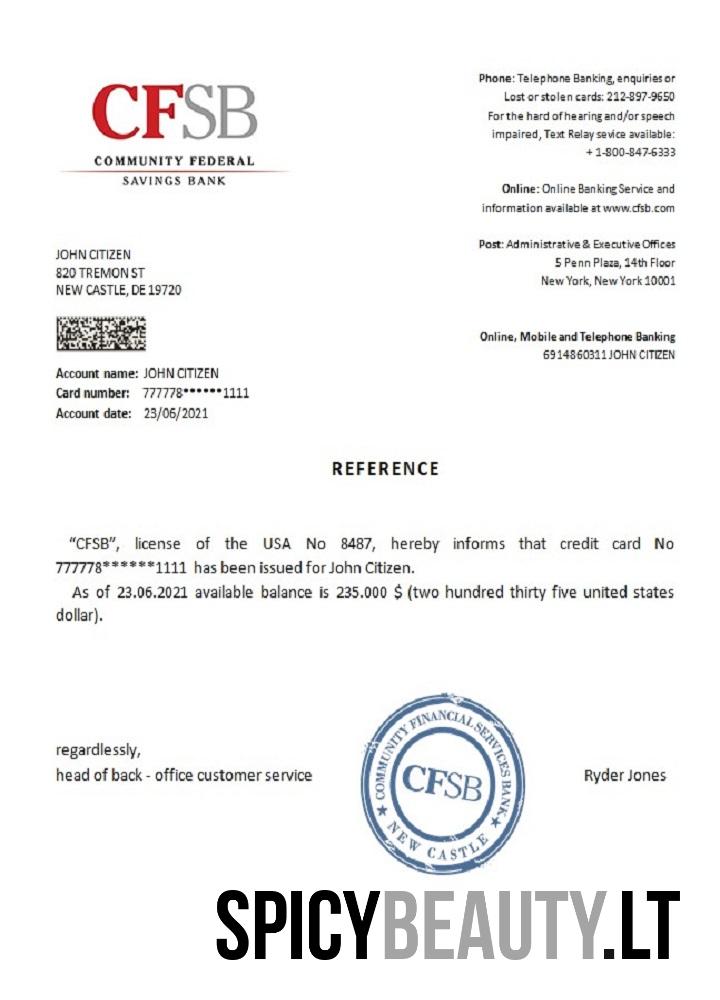 CFSB
COMMUNITY FEDERAL
SAVINGS BANK
Phone: Telephone Banking, enquiries or
Lost or stolen cards: 212-897-9650
For the hard of hearing and/or speech
impaired, Text Relay sevice available:
+ 1-800-847-6333
Online: Online Banking Service and
information available at www.cfsb.com
Post: Administrative & Executive Offices
5 Penn Plaza, 14th Floor
New York, New York 10001
Online, Mobile and Telephone Banking
6914860311 JOHN CITIZEN
JOHN CITIZEN
820 TREMON ST
NEW CASTLE, DE 19720
Account name: JOHN CITIZEN
Card number: 777778******1111
Account date: 23/06/2021
REFERENCE
“CFSB”, license of the USA No 8487, hereby informs that credit card No
777778******1111 has been issued for John Citizen.
As of 23.06.2021 available balance is 235.000 $ (two hundred thirty five united states
dollar).
regardlessly,
head of back - office customer service
COMMUNITY FINANCIAL SERVICES BANK
CFSB
★ NEW CASTLE ★
Ryder Jones
SPICYBEAUTY.LT